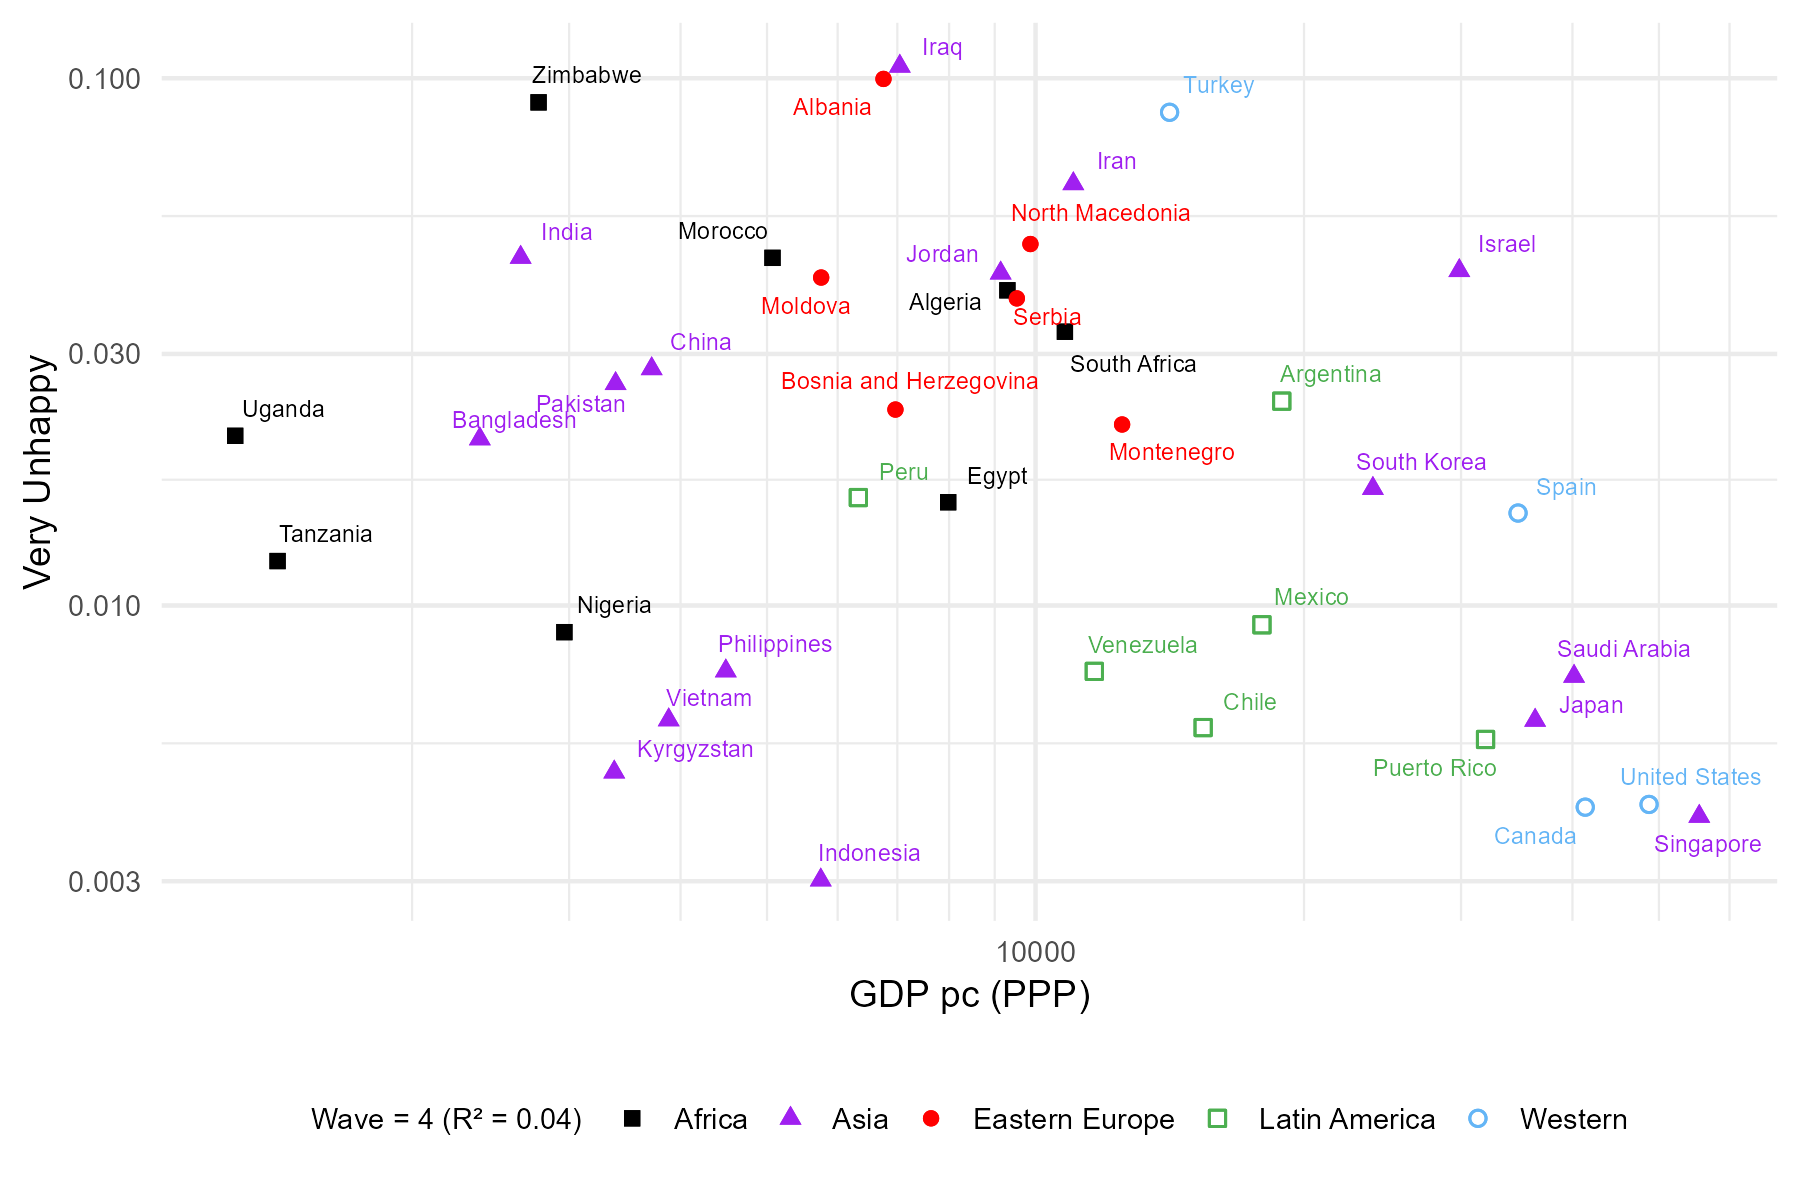 Iraq
Zimbabwe
0.100
Turkey
Albania
Iran
North Macedonia
India
Morocco
Israel
Jordan
Algeria
Moldova
Serbia
China
0.030
South Africa
Argentina
Bosnia and Herzegovina
Pakistan
Uganda
Bangladesh
Montenegro
South Korea
Peru
Egypt
Spain
Very Unhappy
Tanzania
Mexico
0.010
Nigeria
Philippines
Venezuela
Saudi Arabia
Vietnam
Chile
Japan
Kyrgyzstan
Puerto Rico
United States
Canada
Singapore
Indonesia
0.003
10000
GDP pc (PPP)
Wave = 4 (R² = 0.04) Africa Asia Eastern Europe Latin America Western